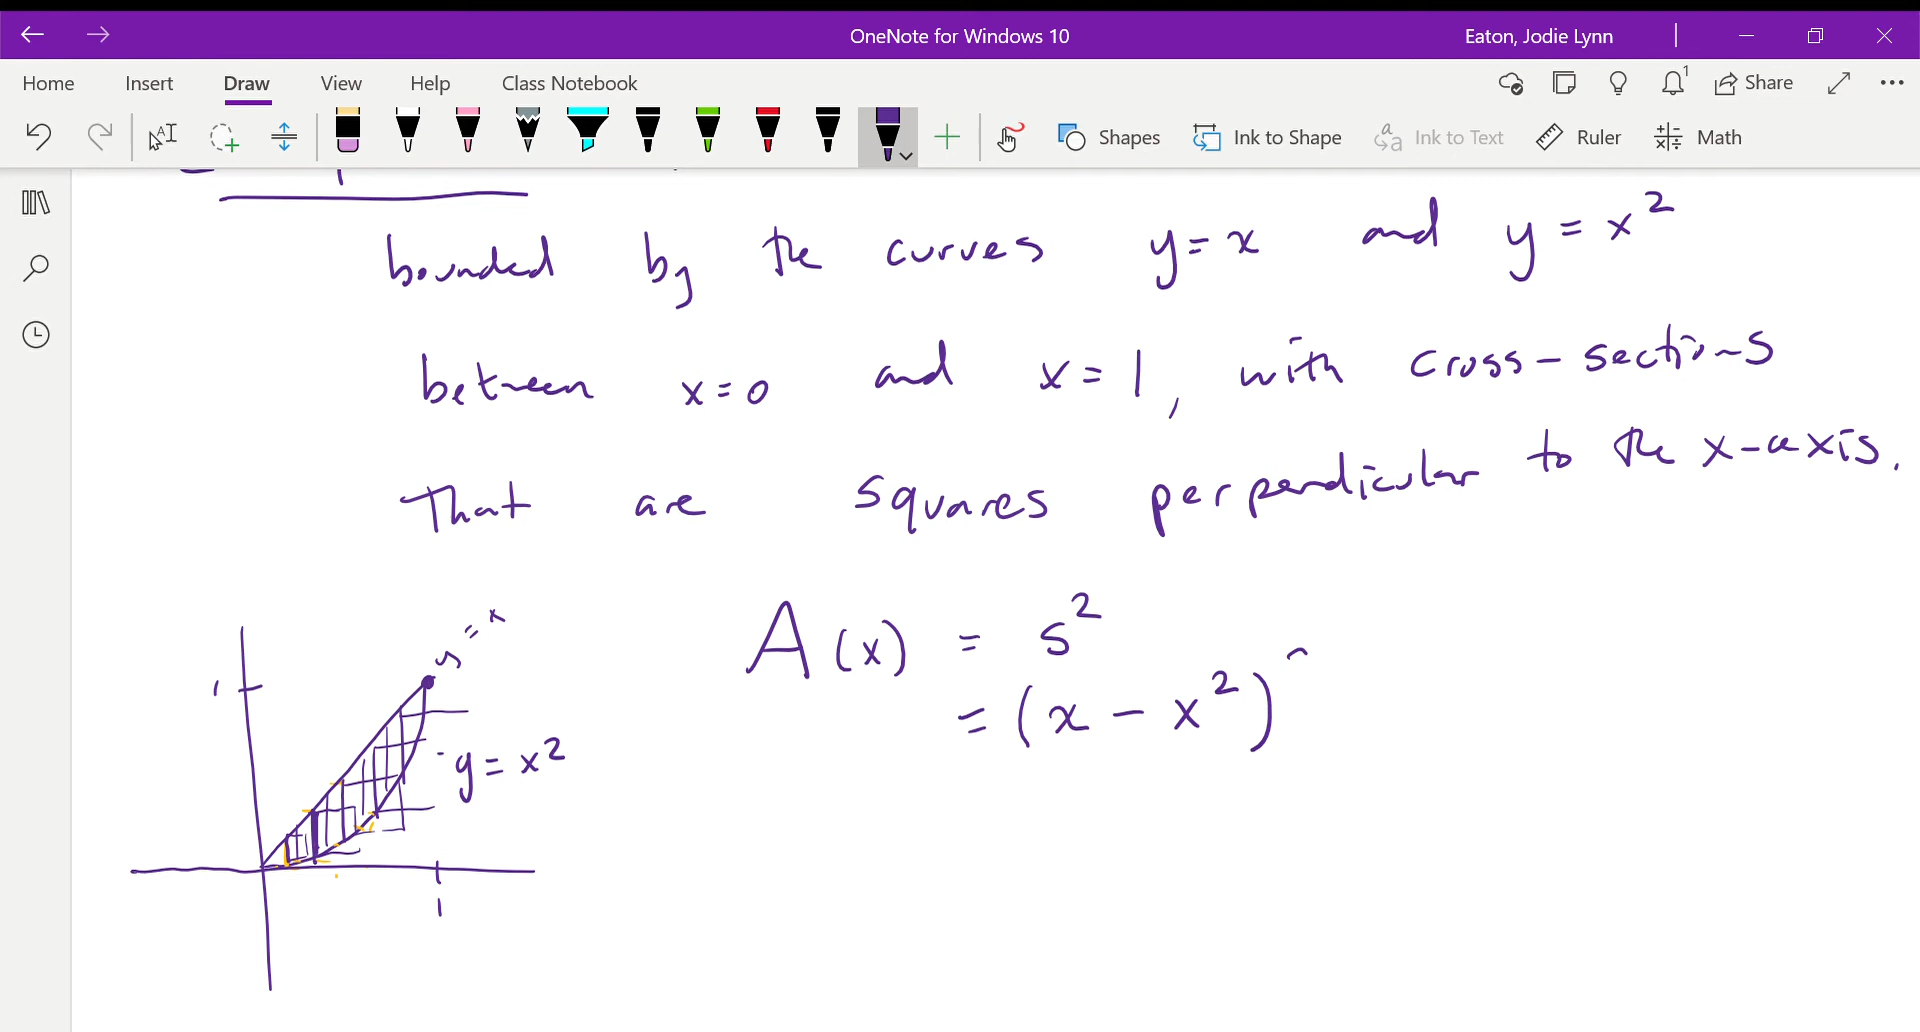 OneNote for Windows 10
Eaton, Jodie Lynn
Home Insert Draw View Help Class Notebook
1 Share
Shapes Ink to Shape Ink to Text Ruler Math
bounded by the curves y = x and y = x²
between x = 0 and x = 1, with cross-sections
that are squares perpendicular to the x-axis.
A(x) = s²
= (x - x²)
y = x
1
y = x²
1